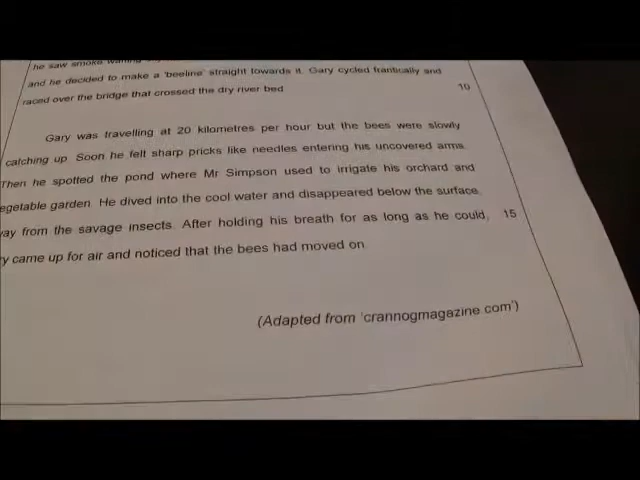 he saw smoke
and he decided to make a 'beeline' straight towards it. Gary cycled frantically and
raced over the bridge that crossed the dry river bed 10
Gary was travelling at 20 kilometres per hour but the bees were slowly
catching up. Soon he felt sharp pricks like needles entering his uncovered arms.
Then he spotted the pond where Mr Simpson used to irrigate his orchard and
egetable garden. He dived into the cool water and disappeared below the surface,
ay from the savage insects. After holding his breath for as long as he could, 15
ry came up for air and noticed that the bees had moved on.
(Adapted from 'crannogmagazine.com')